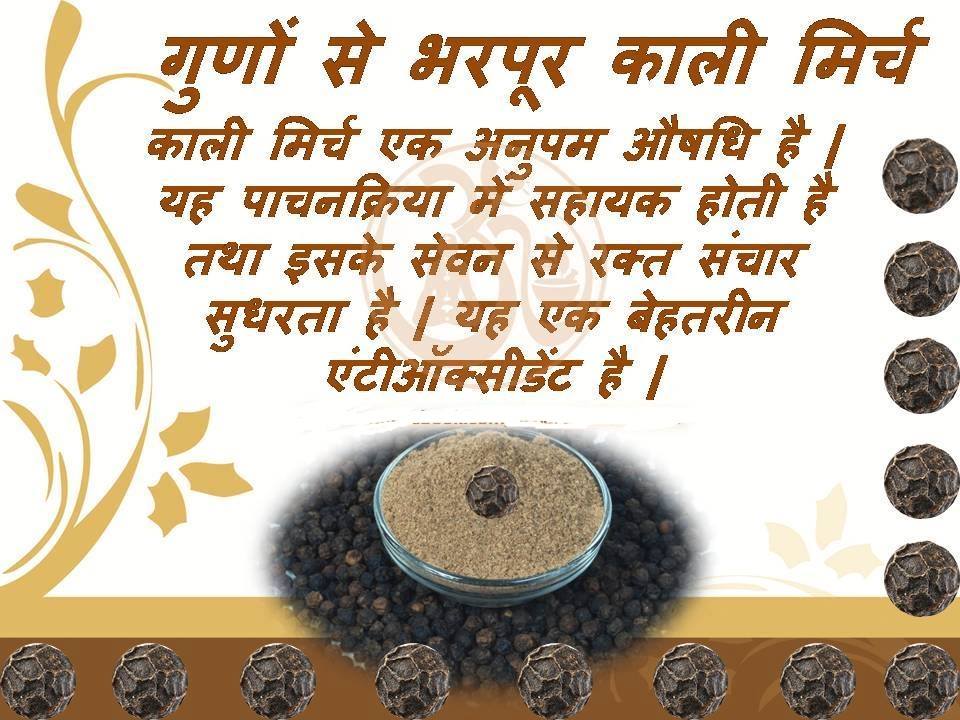 गुणों से भरपूर काली मिर्च
काली मिर्च एक अनुपम औषधि है |
यह पाचनक्रिया में सहायक होती है
तथा इसके सेवन से रक्त संचार
सुधरता है | यह एक बेहतरीन
एंटीऑक्सीडेंट है |